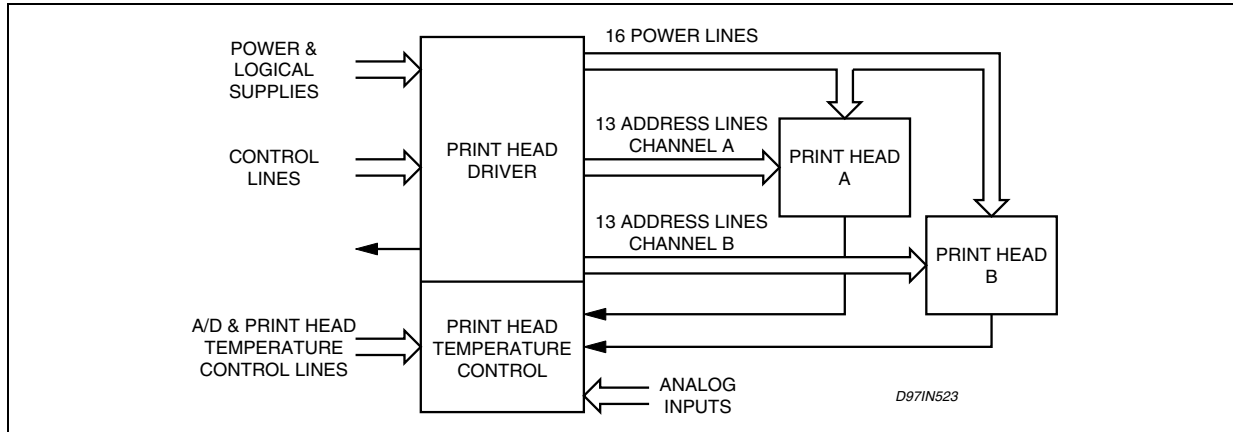 16 POWER LINES
POWER &
LOGICAL
SUPPLIES
13 ADDRESS LINES
CHANNEL A
CONTROL
LINES
PRINT HEAD
DRIVER
PRINT HEAD
A
13 ADDRESS LINES
CHANNEL B
PRINT HEAD
B
A/D & PRINT HEAD
TEMPERATURE
CONTROL LINES
PRINT HEAD
TEMPERATURE
CONTROL
ANALOG
INPUTS
D97IN523